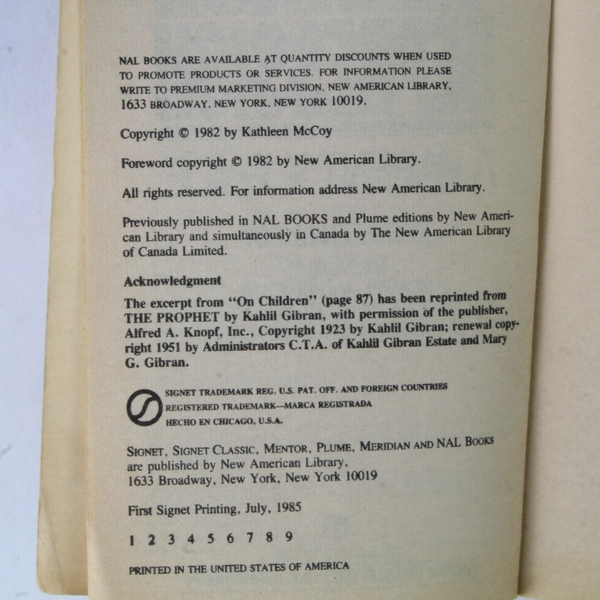 NAL BOOKS ARE AVAILABLE AT QUANTITY DISCOUNTS WHEN USED
TO PROMOTE PRODUCTS OR SERVICES. FOR INFORMATION PLEASE
WRITE TO PREMIUM MARKETING DIVISION, NEW AMERICAN LIBRARY,
1633 BROADWAY, NEW YORK, NEW YORK 10019.
Copyright © 1982 by Kathleen McCoy
Foreword copyright © 1982 by New American Library.
All rights reserved. For information address New American Library.
Previously published in NAL BOOKS and Plume editions by New Ameri-
can Library and simultaneously in Canada by The New American Library
of Canada Limited.
Acknowledgment
The excerpt from “On Children” (page 87) has been reprinted from
THE PROPHET by Kahlil Gibran, with permission of the publisher,
Alfred A. Knopf, Inc., Copyright 1923 by Kahlil Gibran; renewal copy-
right 1951 by Administrators C.T.A. of Kahlil Gibran Estate and Mary
G. Gibran.
SIGNET TRADEMARK REG. U.S. PAT. OFF. AND FOREIGN COUNTRIES
REGISTERED TRADEMARK—MARCA REGISTRADA
HECHO EN CHICAGO, U.S.A.
SIGNET, SIGNET CLASSIC, MENTOR, PLUME, MERIDIAN AND NAL BOOKS
are published by New American Library,
1633 Broadway, New York, New York 10019
First Signet Printing, July, 1985
1 2 3 4 5 6 7 8 9
PRINTED IN THE UNITED STATES OF AMERICA